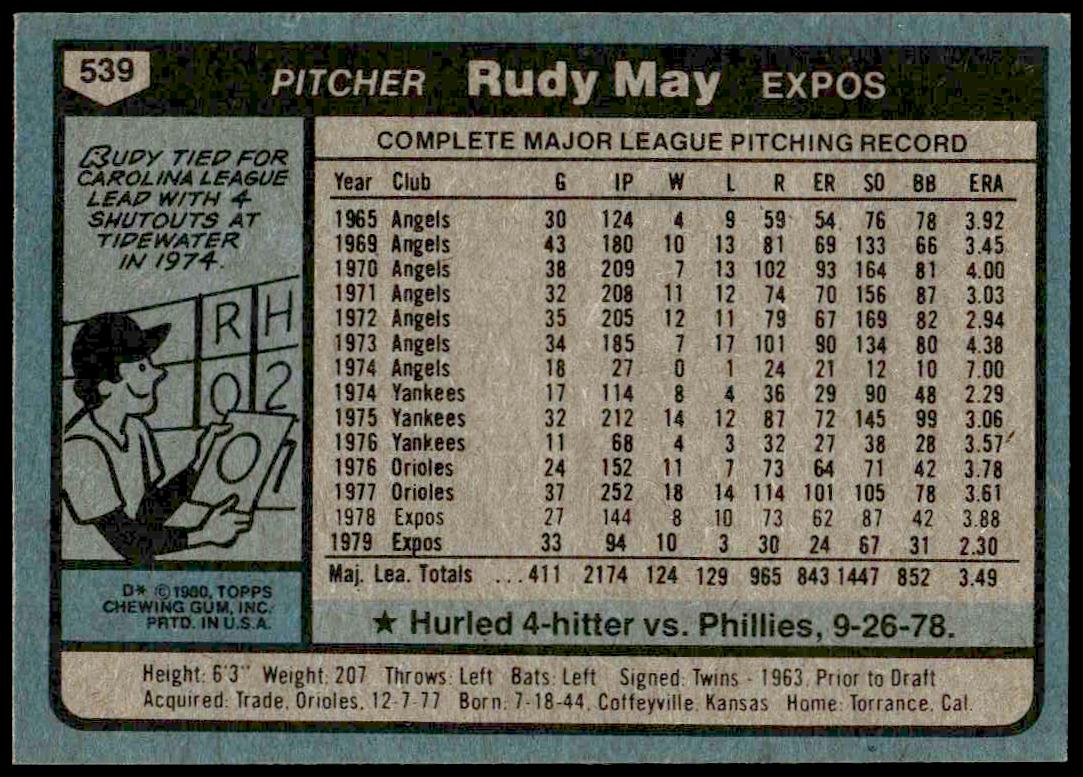 539
PITCHER Rudy May EXPOS
RUDY TIED FOR
CAROLINA LEAGUE
LEAD WITH 4
SHUTOUTS AT
TIDEWATER
IN 1974.
R H
0 2
0 1
D* © 1980, TOPPS
CHEWING GUM, INC.
PRTD. IN U.S.A.
COMPLETE MAJOR LEAGUE PITCHING RECORD
Year Club G IP W L R ER SO BB ERA
1965 Angels 30 124 4 9 59 54 76 78 3.92
1969 Angels 43 180 10 13 81 69 133 66 3.45
1970 Angels 38 209 7 13 102 93 164 81 4.00
1971 Angels 32 208 11 12 74 70 156 87 3.03
1972 Angels 35 205 12 11 79 67 169 82 2.94
1973 Angels 34 185 7 17 101 90 134 80 4.38
1974 Angels 18 27 0 1 24 21 12 10 7.00
1974 Yankees 17 114 8 4 36 29 90 48 2.29
1975 Yankees 32 212 14 12 87 72 145 99 3.06
1976 Yankees 11 68 4 3 32 27 38 28 3.57
1976 Orioles 24 152 11 7 73 64 71 42 3.78
1977 Orioles 37 252 18 14 114 101 105 78 3.61
1978 Expos 27 144 8 10 73 62 87 42 3.88
1979 Expos 33 94 10 3 30 24 67 31 2.30
Maj. Lea. Totals ...411 2174 124 129 965 843 1447 852 3.49
★ Hurled 4-hitter vs. Phillies, 9-26-78.
Height: 6'3" Weight: 207 Throws: Left Bats: Left Signed: Twins - 1963, Prior to Draft
Acquired: Trade, Orioles, 12-7-77 Born: 7-18-44, Coffeyville, Kansas Home: Torrance, Cal.